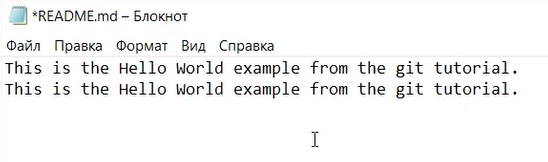 *README.md – Блокнот
Файл Правка Формат Вид Справка
This is the Hello World example from the git tutorial.
This is the Hello World example from the git tutorial.